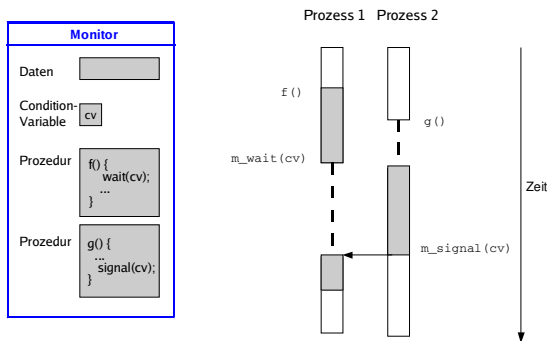 Monitor
Daten
Condition-
Variable
cv
Prozedur
f() {
wait(cv);
...
}
Prozedur
g() {
...
signal(cv);
}
Prozess 1 Prozess 2
f()
g()
m_wait(cv)
Zeit
m_signal(cv)